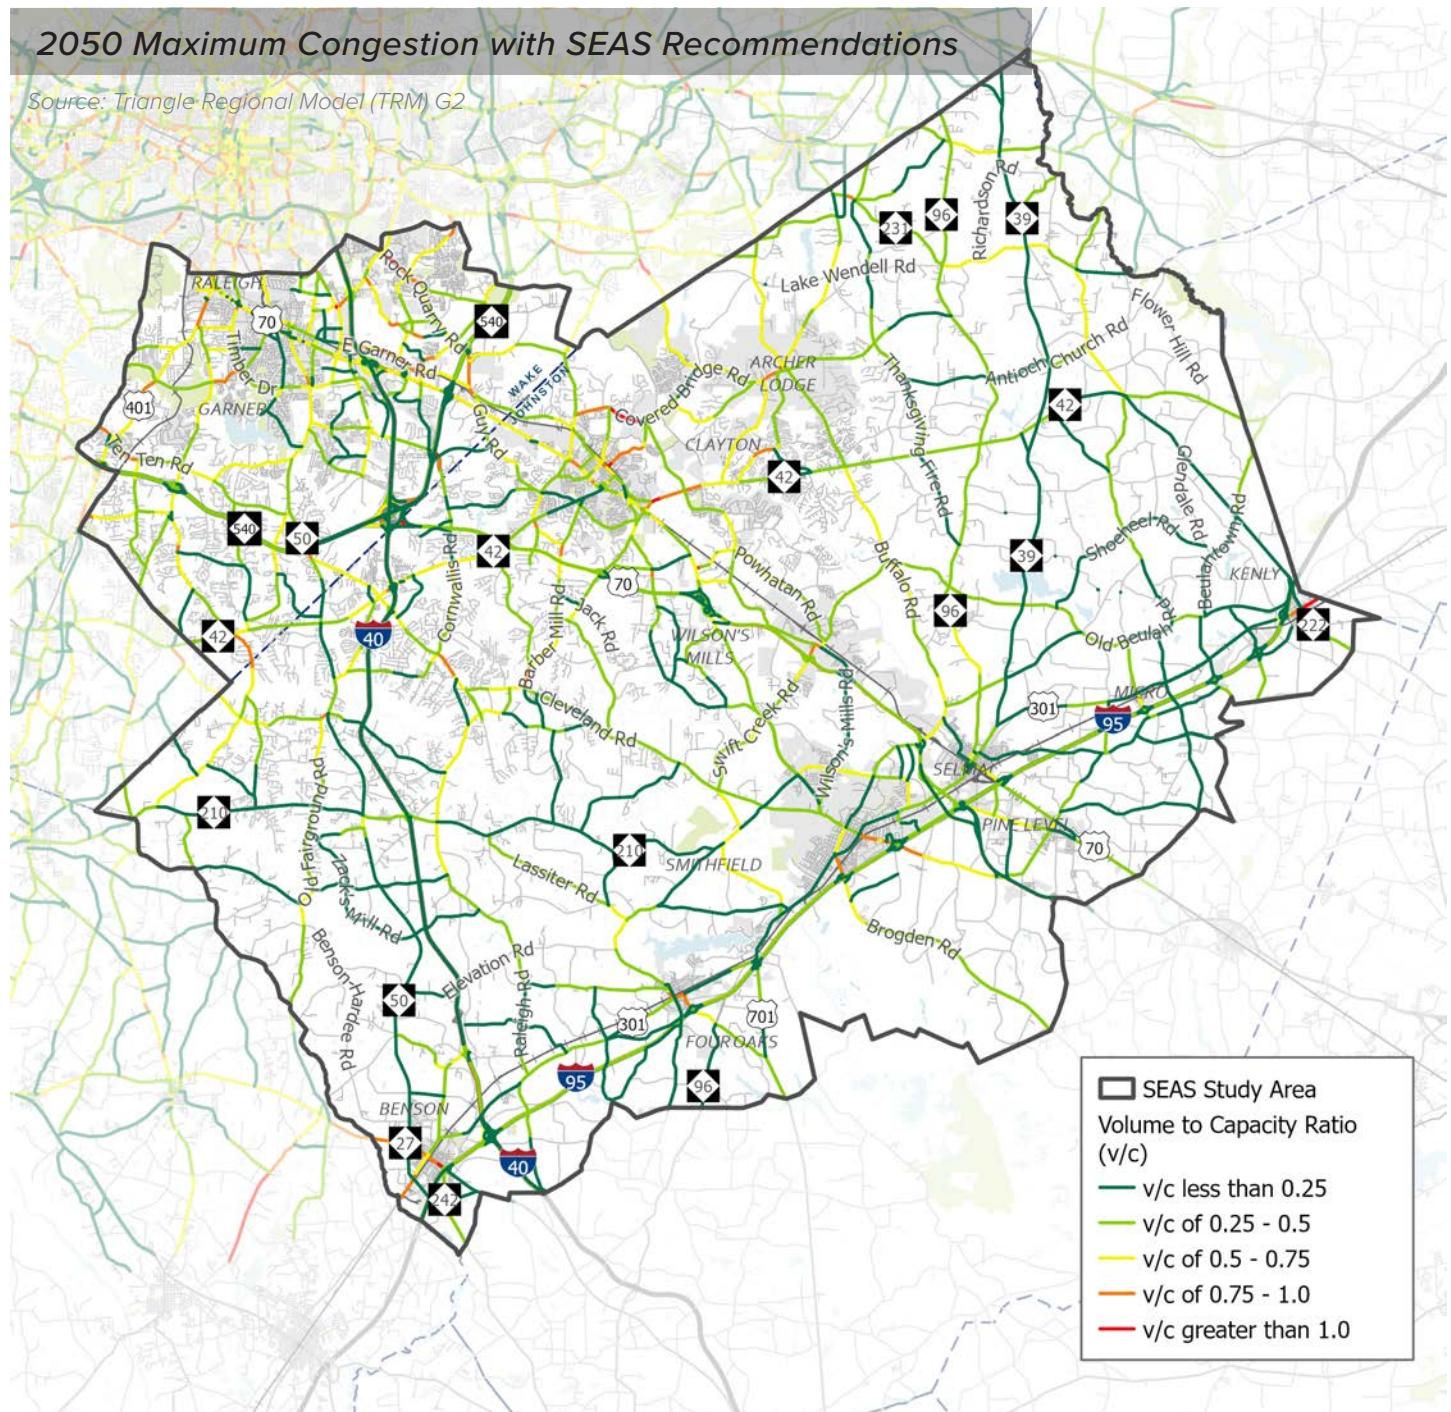 2050 Maximum Congestion with SEAS Recommendations
Source: Triangle Regional Model (TRM) G2
Richardson Rd
231
96
39
Lake Wendell Rd
RALEIGH
Rock Quarry Rd
70
540
Flower Hill Rd
Timber Dr
E Garner Rd
WAKE
JOHNSTON
ARCHER
LODGE
Covered Bridge Rd
Thanksgiving Fire Rd
Antioch Church Rd
401
GARNER
Guy Rd
42
CLAYTON
Ten-Ten Rd
42
Glendale Rd
540
50
42
Cornwallis Rd
Shoeheel Rd
Beulahtown Rd
39
Powhatan Rd
Buffalo Rd
KENLY
70
Barber Mill Rd
Jack Rd
96
222
42
40
WILSON'S
MILLS
Old Beulah Rd
Cleveland Rd
Swift Creek Rd
Wilson's Mills Rd
301
MICRO
95
SELMA
210
Old Fairground Rd
PINE LEVEL
70
210
SMITHFIELD
Lassiter Rd
Zack's Mill Rd
Benson-Hardee Rd
Elevation Rd
Brogden Rd
50
Raleigh Rd
301
701
FOUR OAKS
95
96
BENSON
27
40
242
SEAS Study Area
Volume to Capacity Ratio
(v/c)
v/c less than 0.25
v/c of 0.25 - 0.5
v/c of 0.5 - 0.75
v/c of 0.75 - 1.0
v/c greater than 1.0